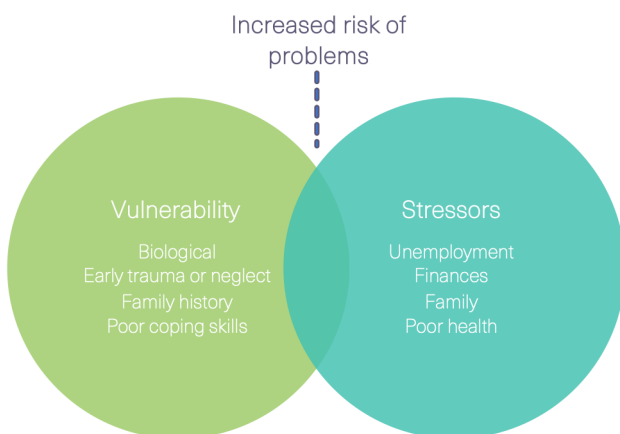 Increased risk of
problems
Vulnerability
Biological
Early trauma or neglect
Family history
Poor coping skills
Stressors
Unemployment
Finances
Family
Poor health